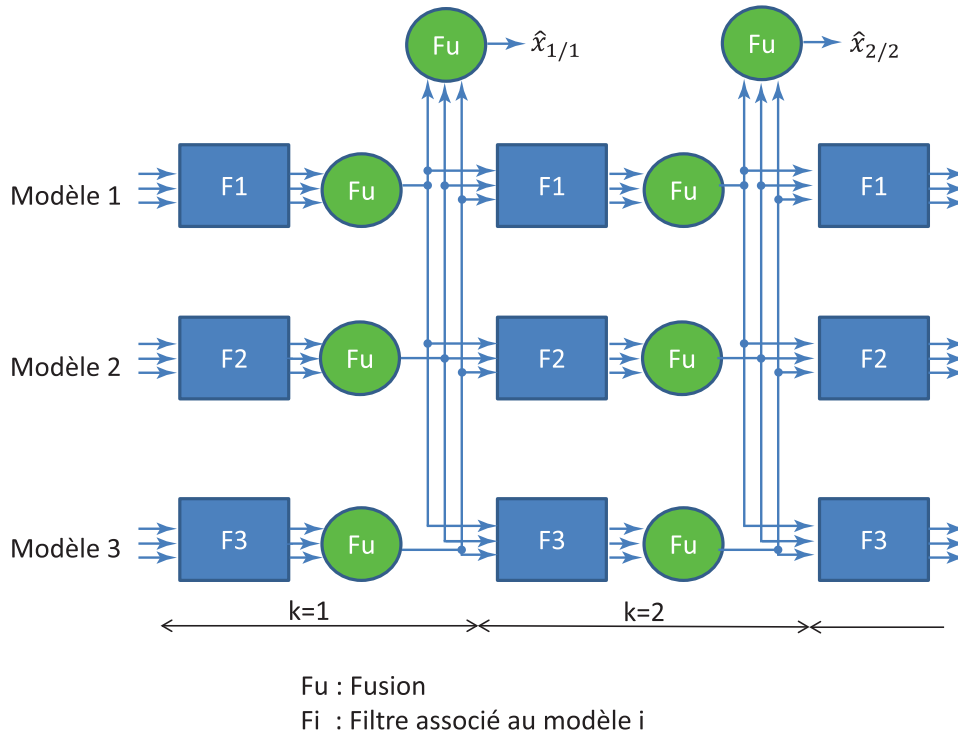 Fu
x̂1/1
Fu
x̂2/2
Modèle 1
F1
Fu
F1
Fu
F1
Modèle 2
F2
Fu
F2
Fu
F2
Modèle 3
F3
Fu
F3
Fu
F3
k=1
k=2
Fu : Fusion
Fi : Filtre associé au modèle i